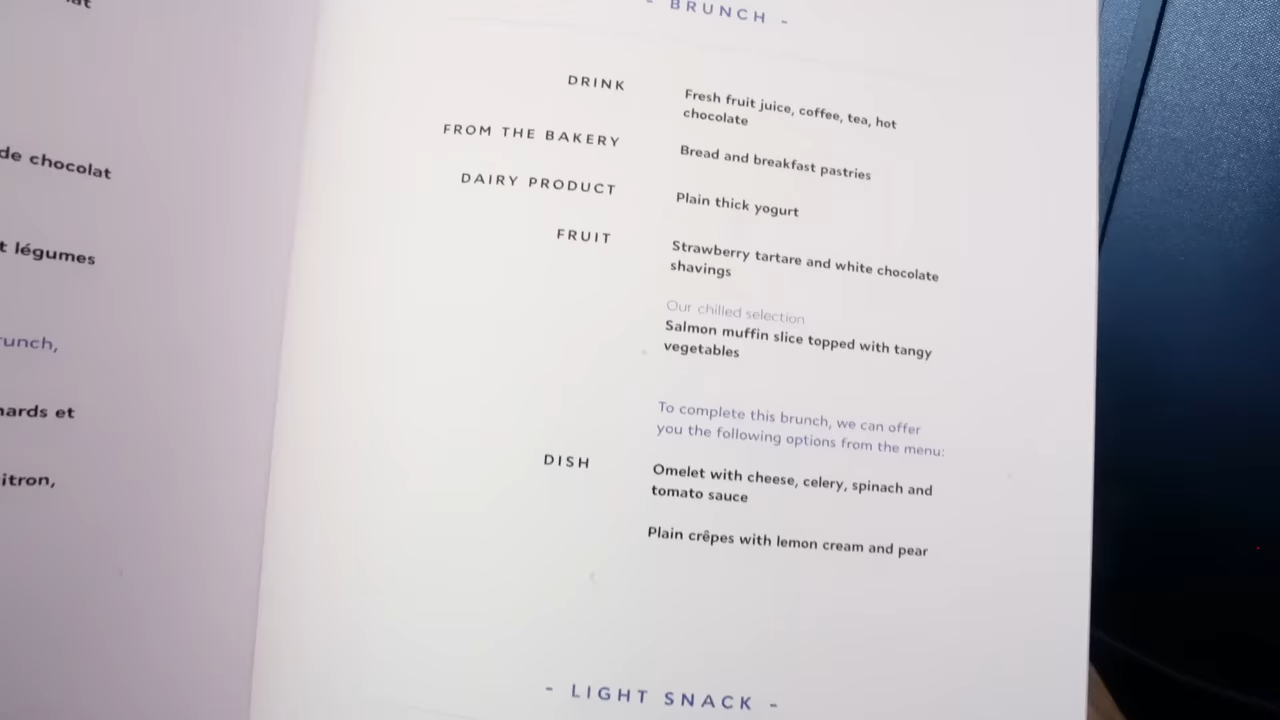 de chocolat
t légumes
runch,
nards et
itron,
- BRUNCH -
DRINK
Fresh fruit juice, coffee, tea, hot
chocolate
FROM THE BAKERY
Bread and breakfast pastries
DAIRY PRODUCT
Plain thick yogurt
FRUIT
Strawberry tartare and white chocolate
shavings
Our chilled selection
Salmon muffin slice topped with tangy
vegetables
To complete this brunch, we can offer
you the following options from the menu:
DISH
Omelet with cheese, celery, spinach and
tomato sauce
Plain crêpes with lemon cream and pear
- LIGHT SNACK -